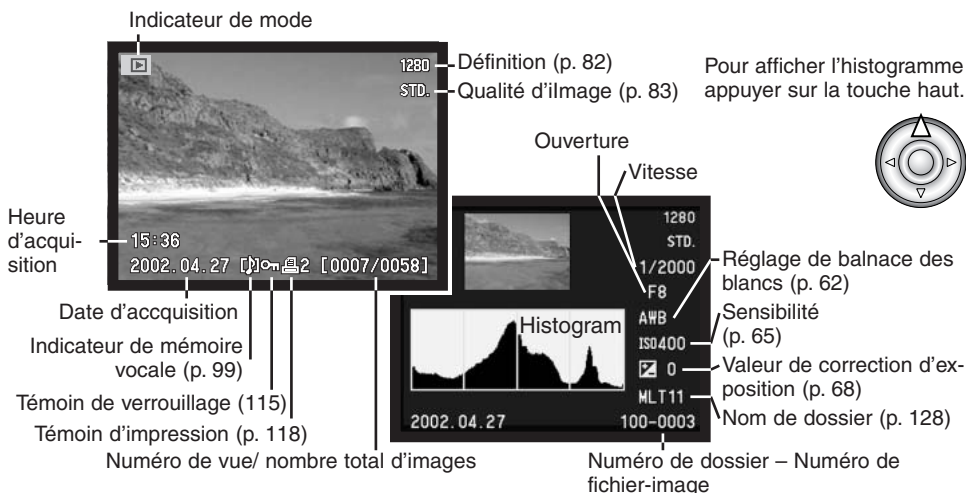 Indicateur de mode
1280
STD.
Définition (p. 82)
Qualité d'iImage (p. 83)
Pour afficher l'histogramme
appuyer sur la touche haut.
Heure
d'acqui-
sition
15:36
2002.04.27 [♪] 2 [0007/0058]
Date d'accquisition
Indicateur de mémoire
vocale (p. 99)
Témoin de verrouillage (115)
Témoin d'impression (p. 118)
Numéro de vue/ nombre total d'images
Ouverture
Vitesse
1280
STD.
1/2000
F8
AWB
ISO400
0
MLT11
Histogram
2002.04.27
100-0003
Réglage de balnace des
blancs (p. 62)
Sensibilité
(p. 65)
Valeur de correction d'ex-
position (p. 68)
Nom de dossier (p. 128)
Numéro de dossier – Numéro de
fichier-image